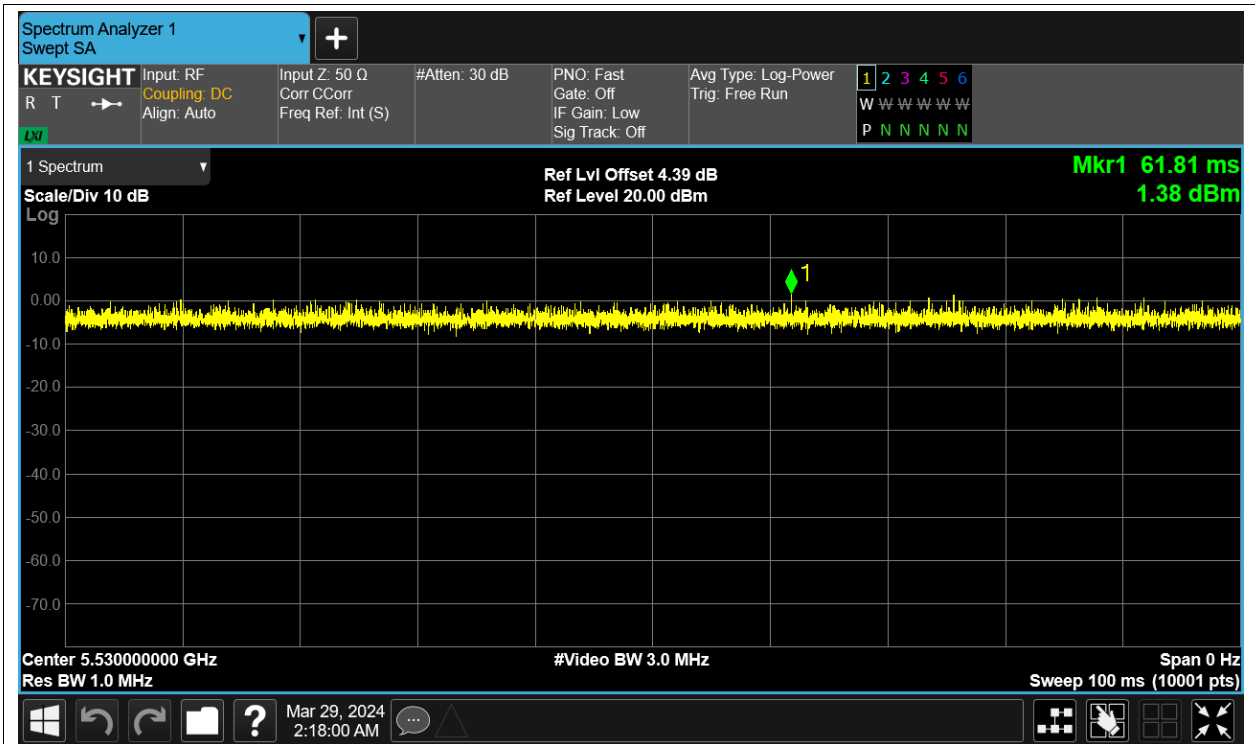 Spectrum Analyzer 1
Swept SA
KEYSIGHT
R T
LXI
Input: RF
Coupling: DC
Align: Auto
Input Z: 50 Ω
Corr CCorr
Freq Ref: Int (S)
#Atten: 30 dB
PNO: Fast
Gate: Off
IF Gain: Low
Sig Track: Off
Avg Type: Log-Power
Trig: Free Run
1 2 3 4 5 6
W W W W W W
P N N N N N
1 Spectrum
Scale/Div 10 dB
Ref Lvl Offset 4.39 dB
Ref Level 20.00 dBm
Mkr1 61.81 ms
1.38 dBm
Log
10.0
0.00
-10.0
-20.0
-30.0
-40.0
-50.0
-60.0
-70.0
1
Center 5.530000000 GHz
Res BW 1.0 MHz
#Video BW 3.0 MHz
Span 0 Hz
Sweep 100 ms (10001 pts)
?
Mar 29, 2024
2:18:00 AM